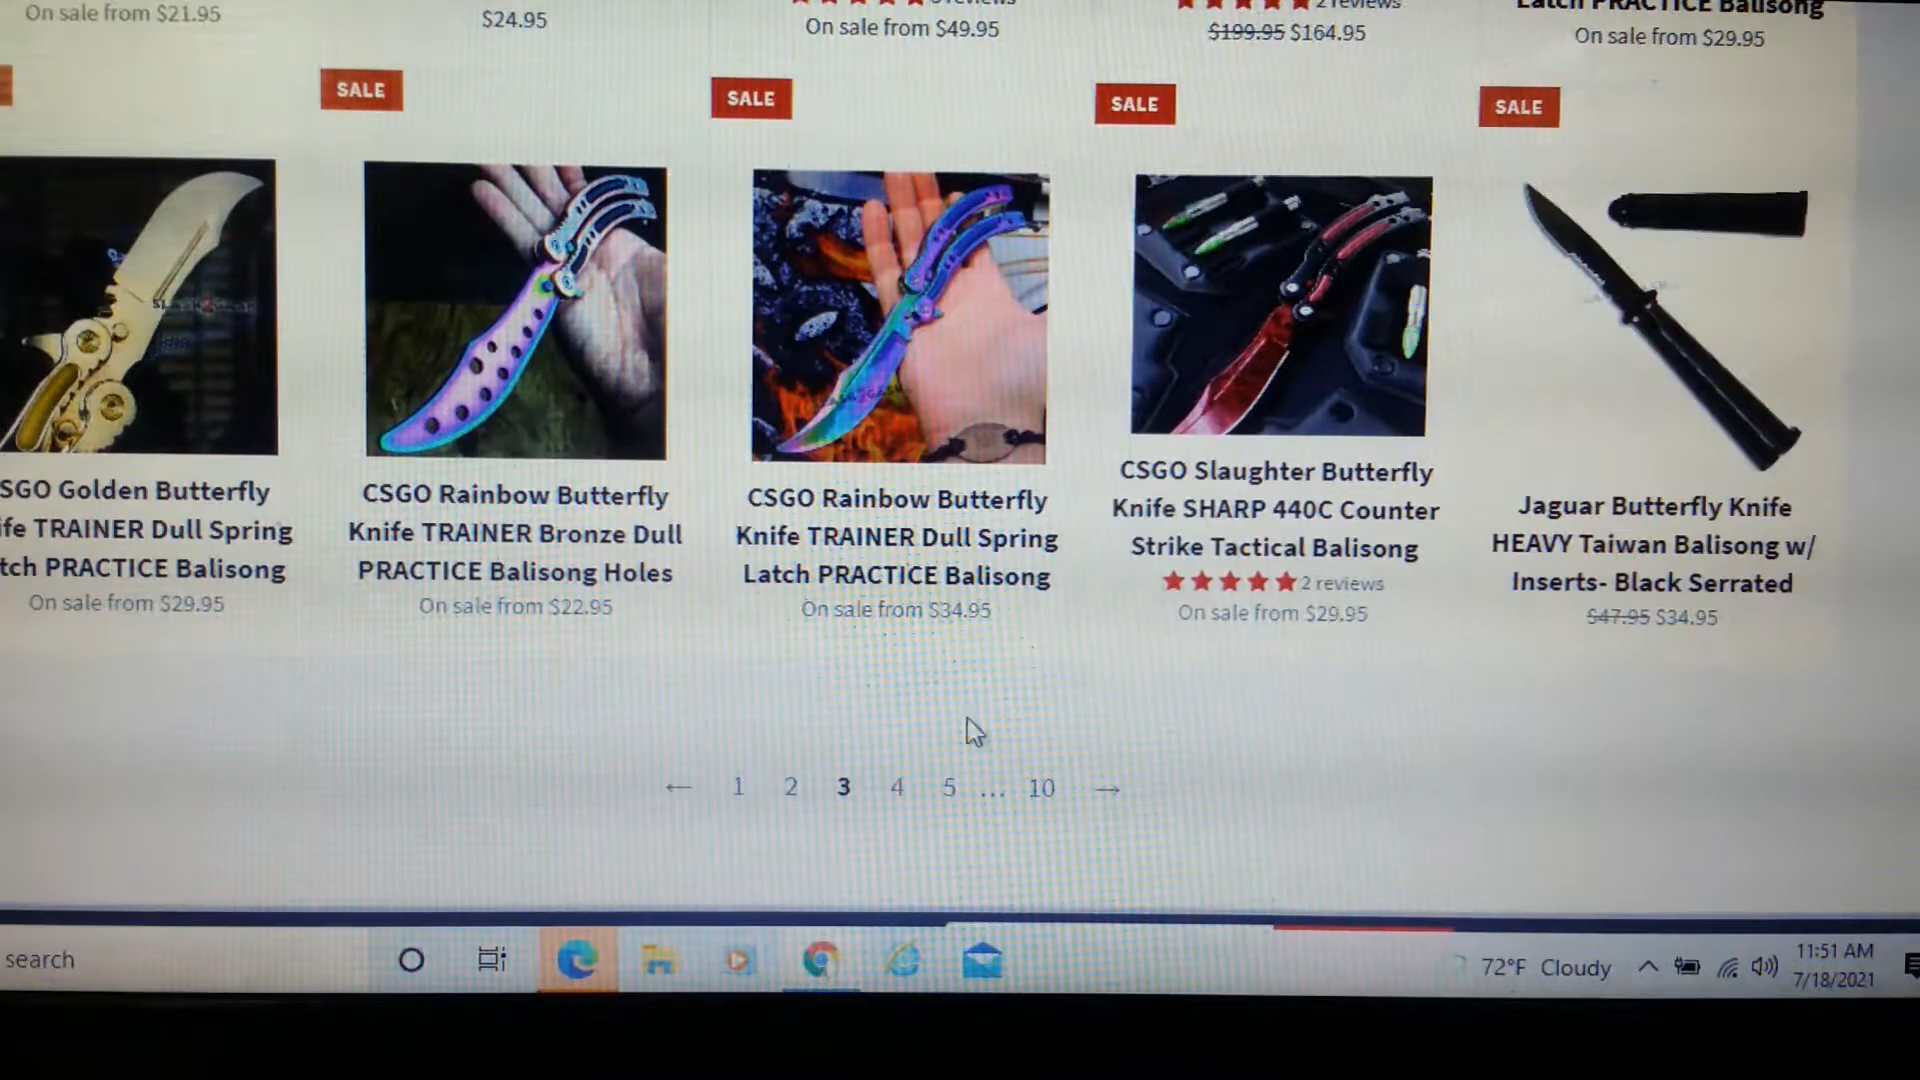 On sale from $21.95
$24.95
On sale from $49.95
2 reviews
$199.95 $164.95
Latch PRACTICE Balisong
On sale from $29.95
SALE
SALE
SALE
SALE
SGO Golden Butterfly
ife TRAINER Dull Spring
tch PRACTICE Balisong
On sale from $29.95
CSGO Rainbow Butterfly
Knife TRAINER Bronze Dull
PRACTICE Balisong Holes
On sale from $22.95
CSGO Rainbow Butterfly
Knife TRAINER Dull Spring
Latch PRACTICE Balisong
On sale from $34.95
CSGO Slaughter Butterfly
Knife SHARP 440C Counter
Strike Tactical Balisong
2 reviews
On sale from $29.95
Jaguar Butterfly Knife
HEAVY Taiwan Balisong w/
Inserts- Black Serrated
$47.95 $34.95
← 1 2 3 4 5 ... 10 →
search
72°F Cloudy
11:51 AM
7/18/2021